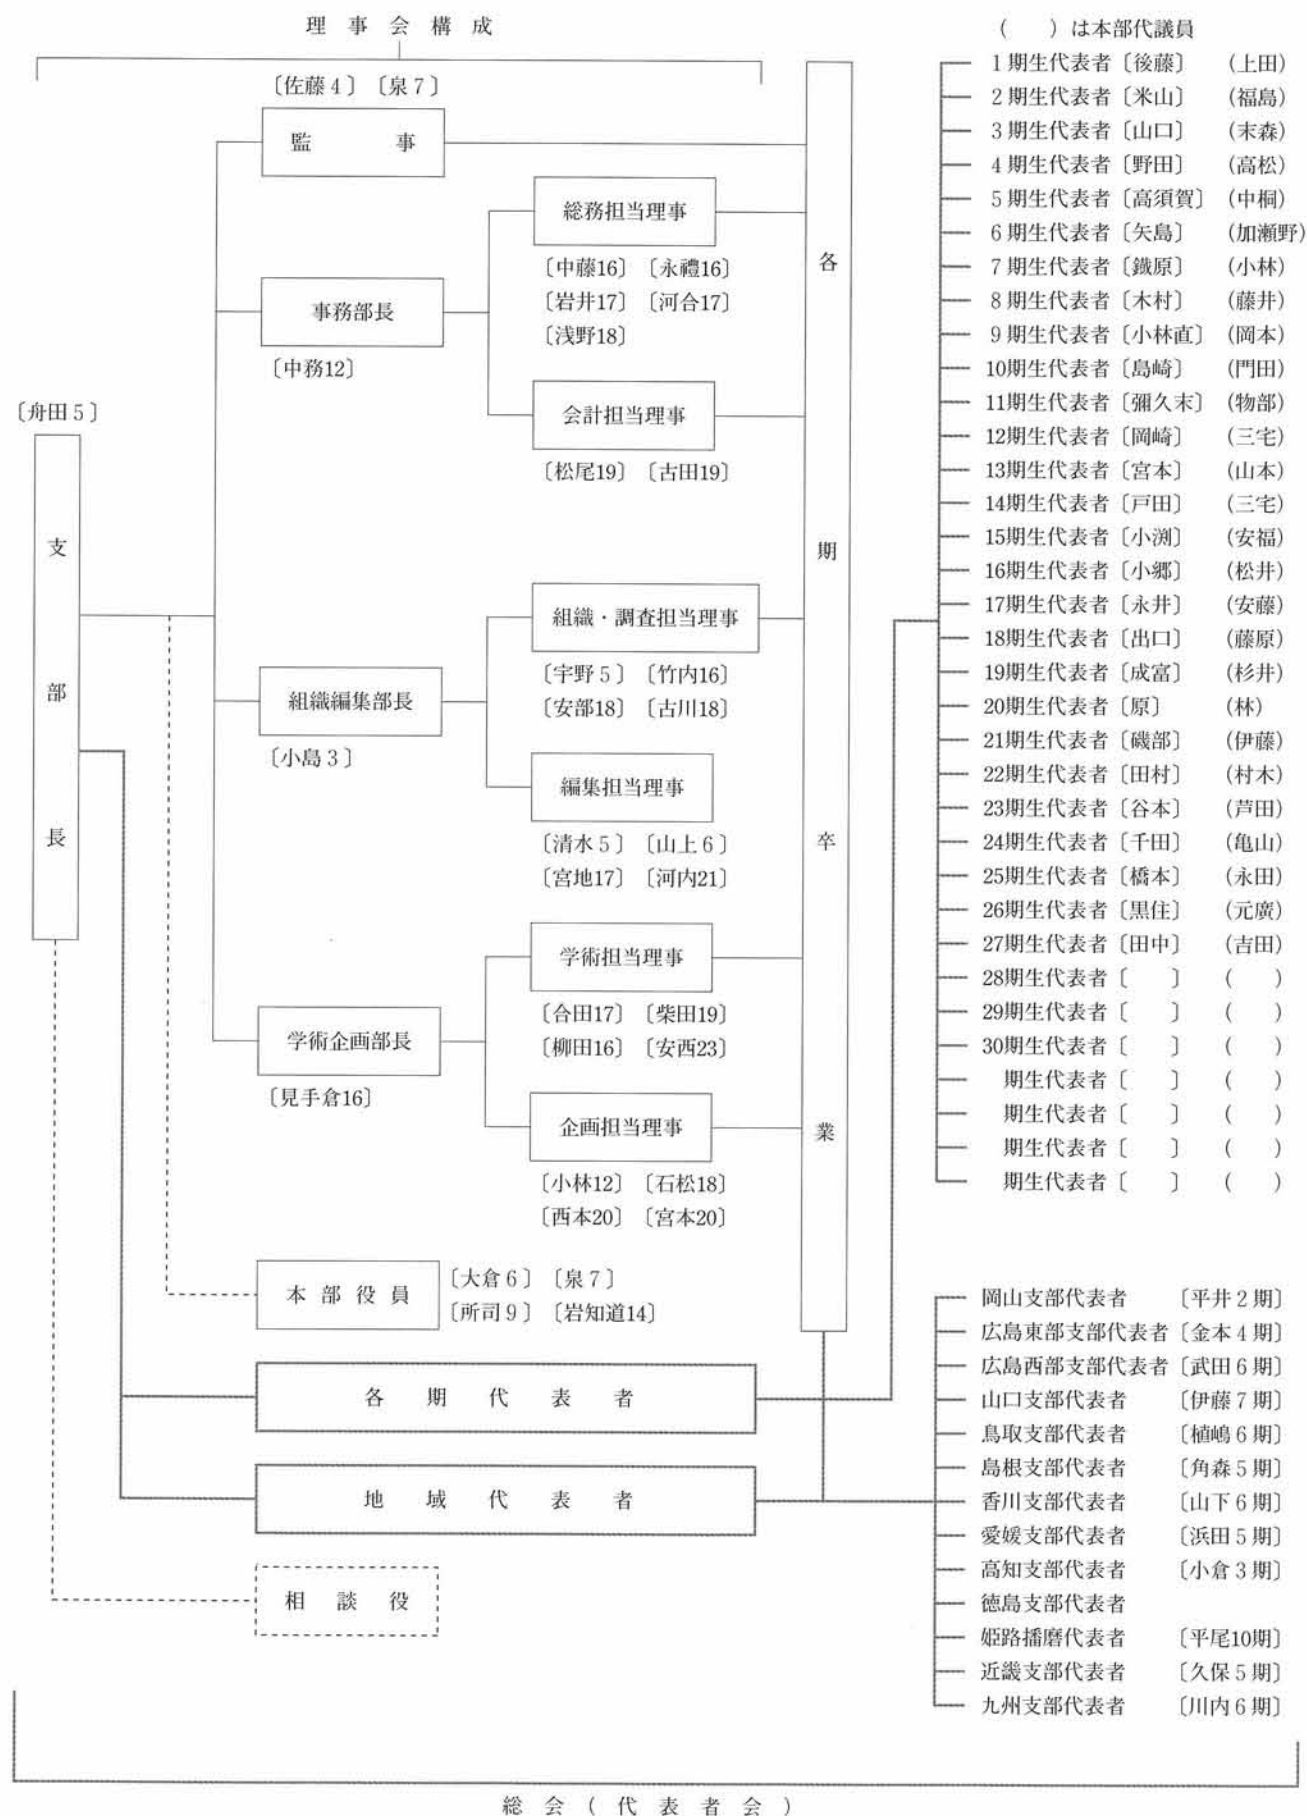 理事会構成
〔佐藤4〕〔泉7〕
監事
総務担当理事
〔中藤16〕〔永禮16〕
〔岩井17〕〔河合17〕
〔浅野18〕
事務部長
〔中務12〕
会計担当理事
〔松尾19〕〔古田19〕
〔舟田5〕
支部長
組織・調査担当理事
〔宇野5〕〔竹内16〕
〔安部18〕〔古川18〕
組織編集部長
〔小島3〕
編集担当理事
〔清水5〕〔山上6〕
〔宮地17〕〔河内21〕
学術担当理事
〔合田17〕〔柴田19〕
〔柳田16〕〔安西23〕
学術企画部長
〔見手倉16〕
企画担当理事
〔小林12〕〔石松18〕
〔西本20〕〔宮本20〕
本部役員
〔大倉6〕〔泉7〕
〔所司9〕〔岩知道14〕
各期代表者
地域代表者
相談役
各期卒業
( )は本部代議員
1期生代表者〔後藤〕 (上田)
2期生代表者〔米山〕 (福島)
3期生代表者〔山口〕 (末森)
4期生代表者〔野田〕 (高松)
5期生代表者〔高須賀〕 (中桐)
6期生代表者〔矢島〕 (加瀬野)
7期生代表者〔鐡原〕 (小林)
8期生代表者〔木村〕 (藤井)
9期生代表者〔小林直〕 (岡本)
10期生代表者〔島崎〕 (門田)
11期生代表者〔彌久末〕 (物部)
12期生代表者〔岡崎〕 (三宅)
13期生代表者〔宮本〕 (山本)
14期生代表者〔戸田〕 (三宅)
15期生代表者〔小渕〕 (安福)
16期生代表者〔小郷〕 (松井)
17期生代表者〔永井〕 (安藤)
18期生代表者〔出口〕 (藤原)
19期生代表者〔成富〕 (杉井)
20期生代表者〔原〕 (林)
21期生代表者〔磯部〕 (伊藤)
22期生代表者〔田村〕 (村木)
23期生代表者〔谷本〕 (芦田)
24期生代表者〔千田〕 (亀山)
25期生代表者〔橋本〕 (永田)
26期生代表者〔黒住〕 (元廣)
27期生代表者〔田中〕 (吉田)
28期生代表者〔 〕 ( )
29期生代表者〔 〕 ( )
30期生代表者〔 〕 ( )
期生代表者〔 〕 ( )
期生代表者〔 〕 ( )
期生代表者〔 〕 ( )
期生代表者〔 〕 ( )
岡山支部代表者 〔平井2期〕
広島東部支部代表者〔金本4期〕
広島西部支部代表者〔武田6期〕
山口支部代表者 〔伊藤7期〕
鳥取支部代表者 〔植嶋6期〕
島根支部代表者 〔角森5期〕
香川支部代表者 〔山下6期〕
愛媛支部代表者 〔浜田5期〕
高知支部代表者 〔小倉3期〕
徳島支部代表者
姫路播磨代表者 〔平尾10期〕
近畿支部代表者 〔久保5期〕
九州支部代表者 〔川内6期〕
総会(代表者会)